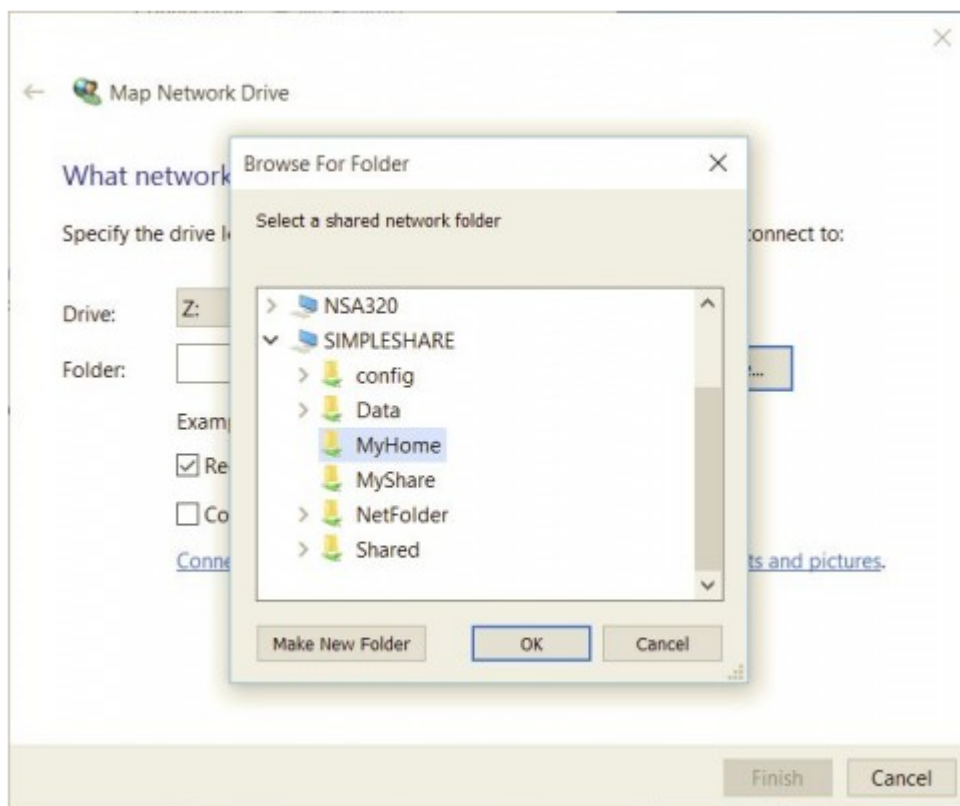 Map Network Drive
Browse For Folder
What network
Select a shared network folder
Specify the drive l
onnect to:
NSA320
Drive:
Z:
SIMPLESHARE
Folder:
config
...
Data
Exam
MyHome
Re
MyShare
Co
NetFolder
Conne
Shared
ts and pictures.
Make New Folder
OK
Cancel
Finish
Cancel